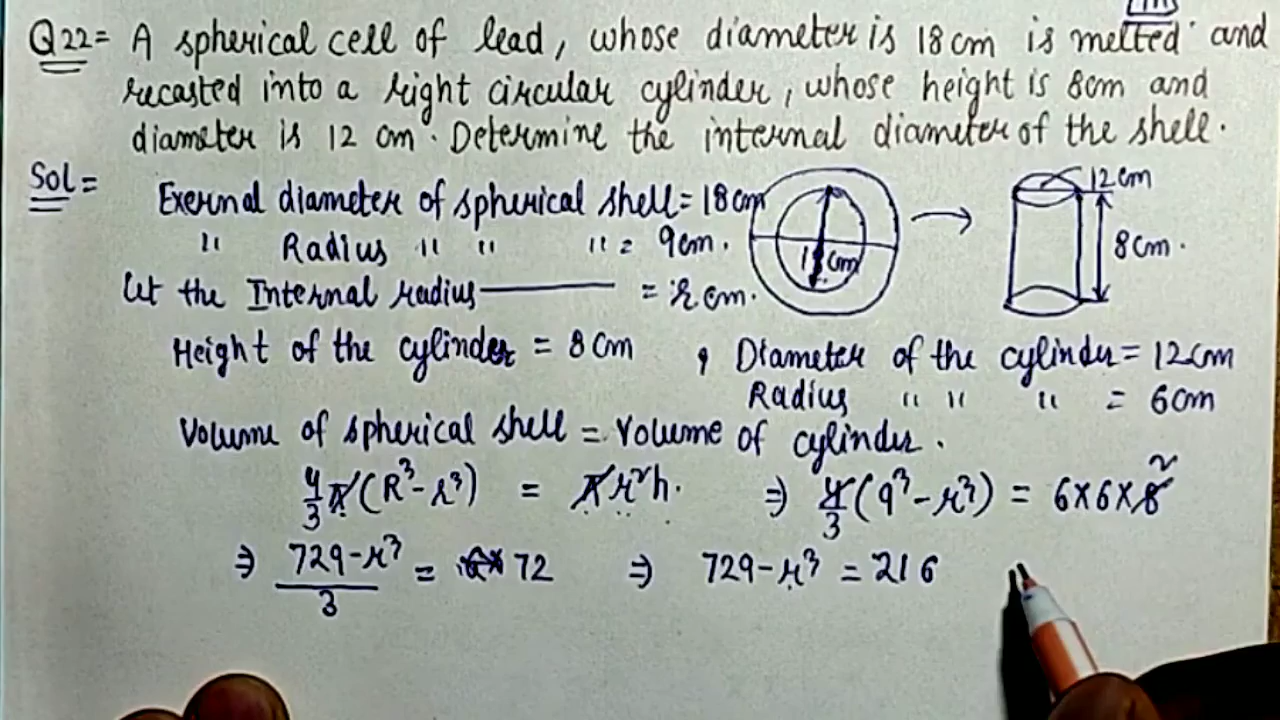 Q22= A spherical cell of lead, whose diameter is 18 cm is melted and
recasted into a right circular cylinder, whose height is 8cm and
diameter is 12 cm. Determine the internal diameter of the shell.
Sol= Exernal diameter of spherical shell = 18cm
" Radius " " " = 9cm.
let the Internal radius——— = r cm.
12cm
8cm.
Height of the cylinder = 8cm , Diameter of the cylinder = 12cm
Radius " " " = 6cm
Volume of spherical shell = Volume of cylinder.
4/3 π(R³-r³) = πr²h. ⇒ 4/3(9³-r³) = 6×6×8 2
⇒ 729-r³/3 = 72 ⇒ 729-r³ = 216